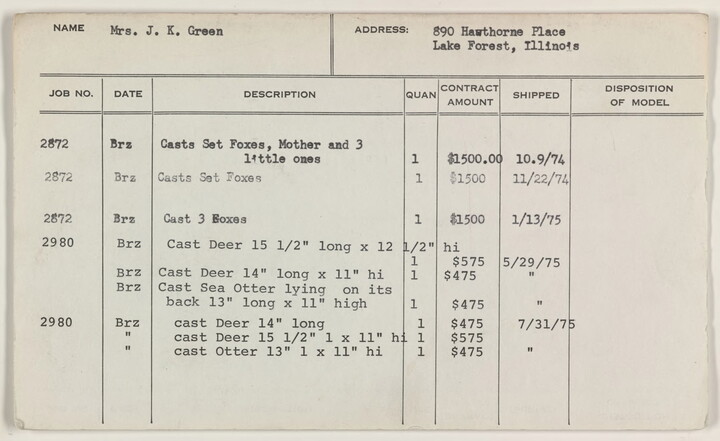 NAME Mrs. J. K. Green ADDRESS: 890 Hawthorne Place
Lake Forest, Illinois
JOB NO. DATE DESCRIPTION QUAN CONTRACT AMOUNT SHIPPED DISPOSITION OF MODEL
2872 Brz Casts Set Foxes, Mother and 3
little ones 1 $1500.00 10.9/74
2872 Brz Casts Set Foxes 1 $1500 11/22/74
2872 Brz Cast 3 Foxes 1 $1500 1/13/75
2980 Brz Cast Deer 15 1/2" long x 12 1/2" hi
1 $575 5/29/75
Brz Cast Deer 14" long x 11" hi 1 $475 "
Brz Cast Sea Otter lying on its
back 13" long x 11" high 1 $475 "
2980 Brz cast Deer 14" long 1 $475 7/31/75
" cast Deer 15 1/2" l x 11" hi 1 $575
" cast Otter 13" l x 11" hi 1 $475 "